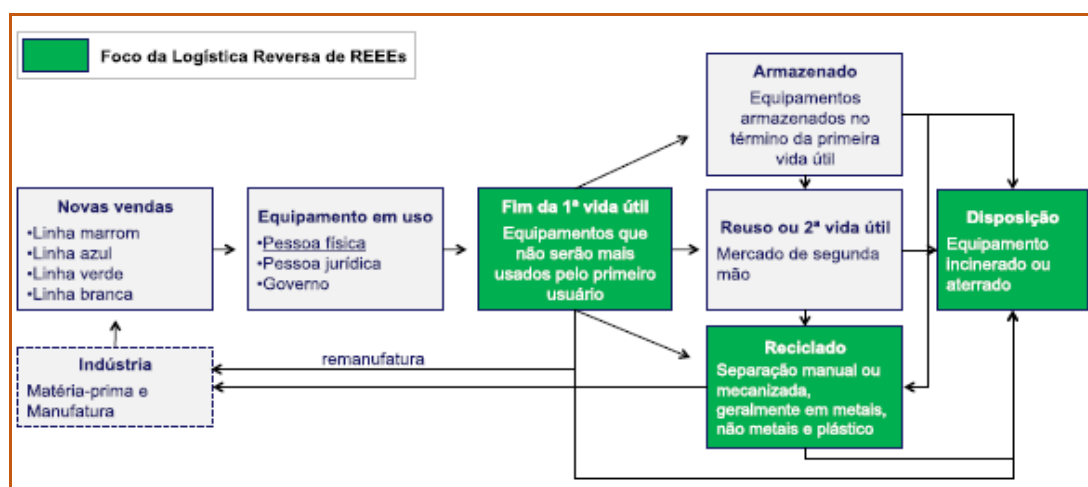 Foco da Logística Reversa de REEEs
Armazenado
Equipamentos
armazenados no
término da primeira
vida útil
Novas vendas
•Linha marrom
•Linha azul
•Linha verde
•Linha branca
Equipamento em uso
•Pessoa física
•Pessoa jurídica
•Governo
Fim da 1ª vida útil
Equipamentos que
não serão mais
usados pelo primeiro
usuário
Reuso ou 2ª vida útil
Mercado de segunda
mão
Disposição
Equipamento
incinerado ou
aterrado
Indústria
Matéria-prima e
Manufatura
remanufatura
Reciclado
Separação manual ou
mecanizada,
geralmente em metais,
não metais e plástico